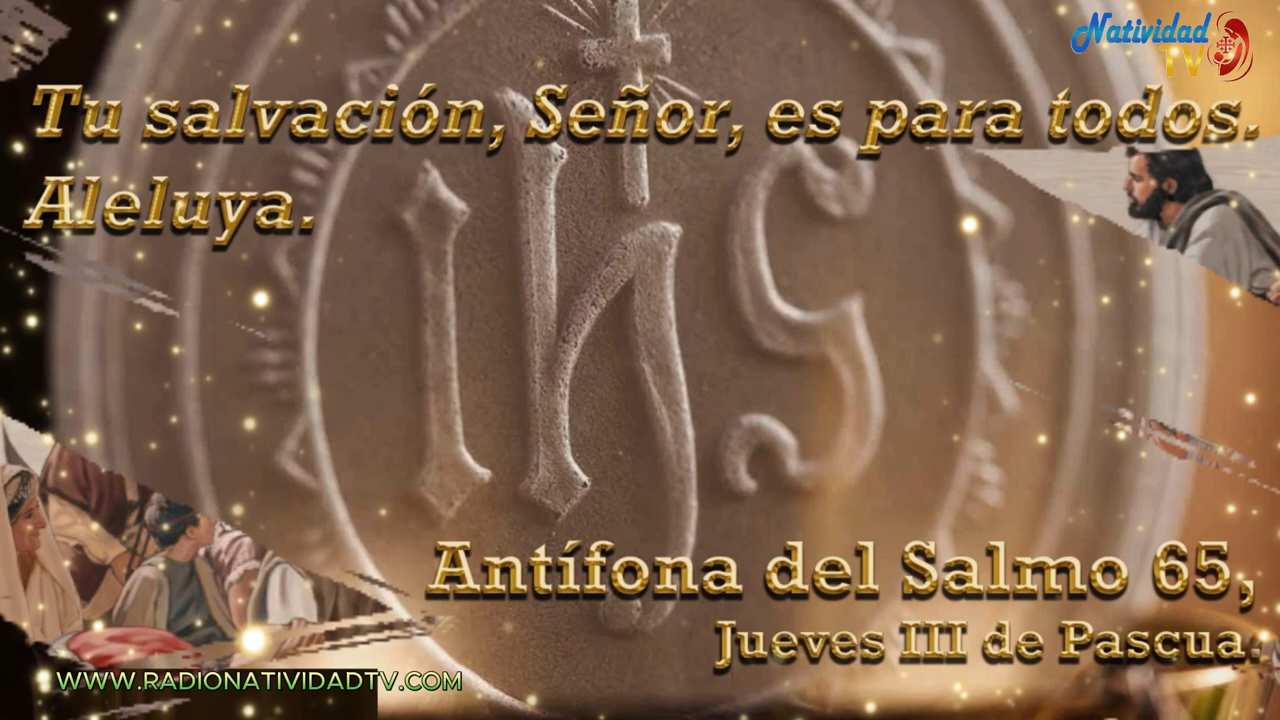 Natividad
TV
Tu salvación, Señor, es para todos.
Aleluya.
IHS
Antífona del Salmo 65,
Jueves III de Pascua.
WWW.RADIONATIVIDADTV.COM